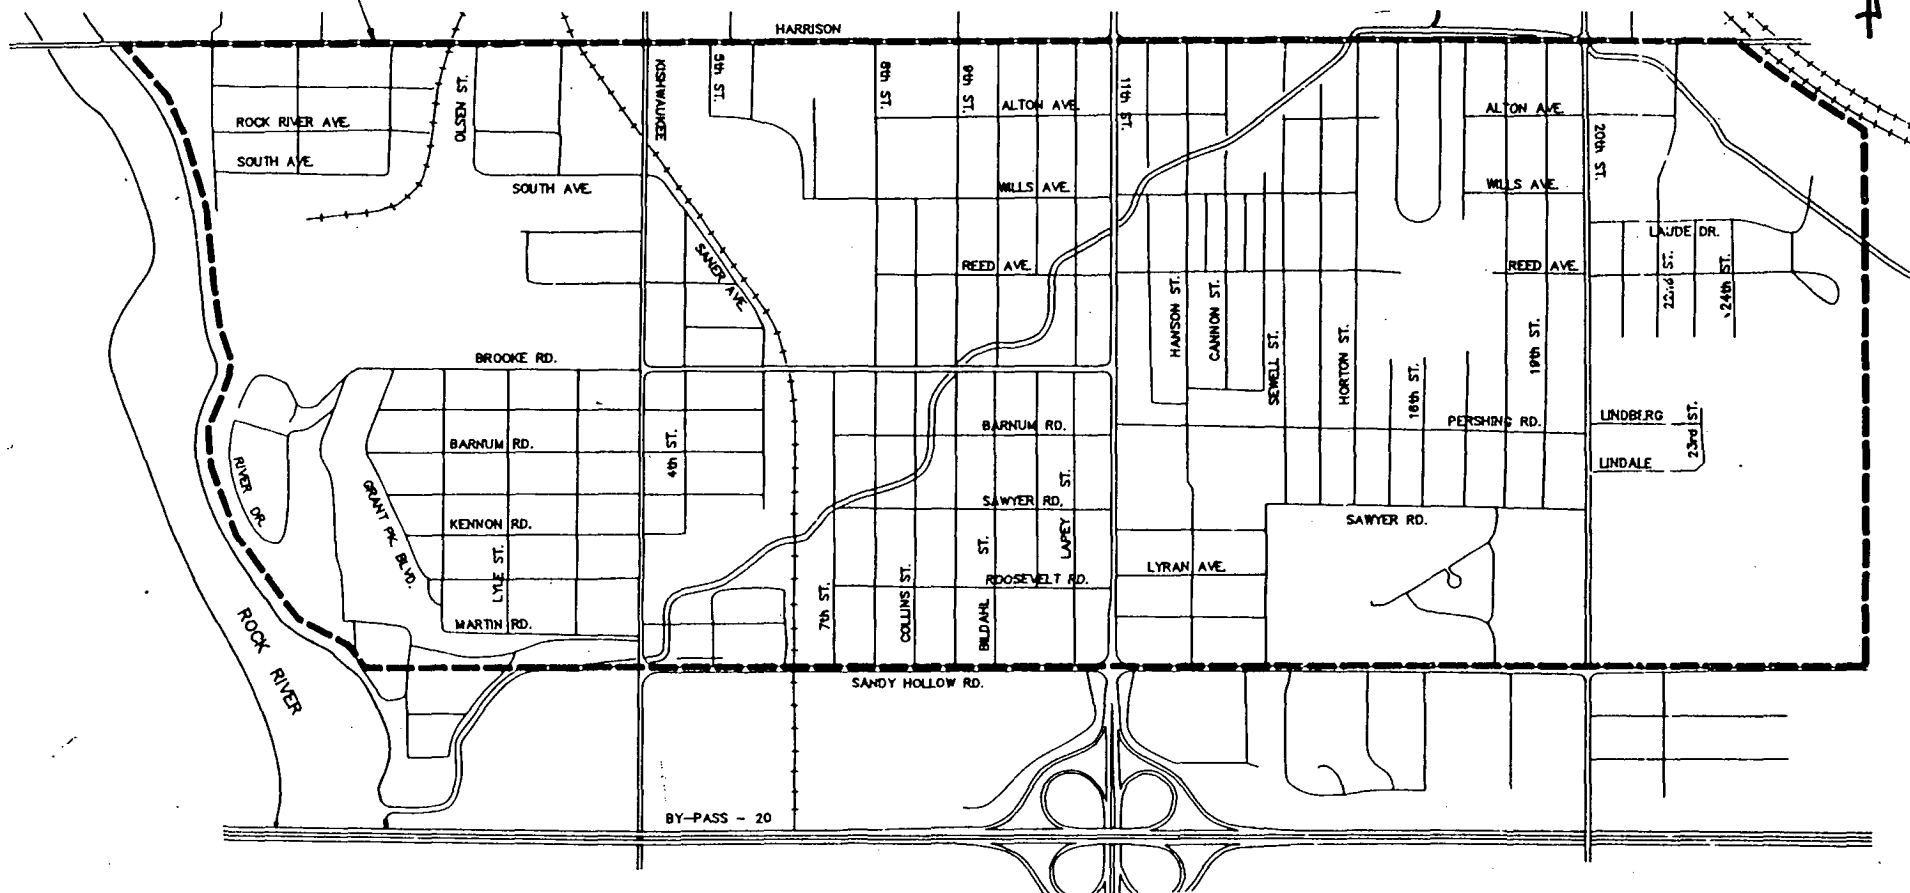 HARRISON
KISHWAUKEE
5th ST.
8th ST.
9th ST.
11th ST.
20th ST.
OLSEN ST.
ROCK RIVER AVE.
SOUTH AVE.
SOUTH AVE.
ALTON AVE.
ALTON AVE.
WILLS AVE.
WILLS AVE.
SANER AVE.
REED AVE.
REED AVE.
LAUDE DR.
22nd ST.
24th ST.
HANSON ST.
CANNON ST.
SEWELL ST.
HORTON ST.
16th ST.
19th ST.
BROOKE RD.
BARNUM RD.
BARNUM RD.
PERSHING RD.
LINDBERG
23rd ST.
LINDALE
4th ST.
RIVER DR.
GRANT PK. BLVD.
KENNON RD.
SAWYER RD.
SAWYER RD.
LAPEY ST.
LYLE ST.
LYRAN AVE.
ROOSEVELT RD.
7th ST.
COLLINS ST.
BILDAHL ST.
MARTIN RD.
ROCK RIVER
SANDY HOLLOW RD.
BY-PASS - 20